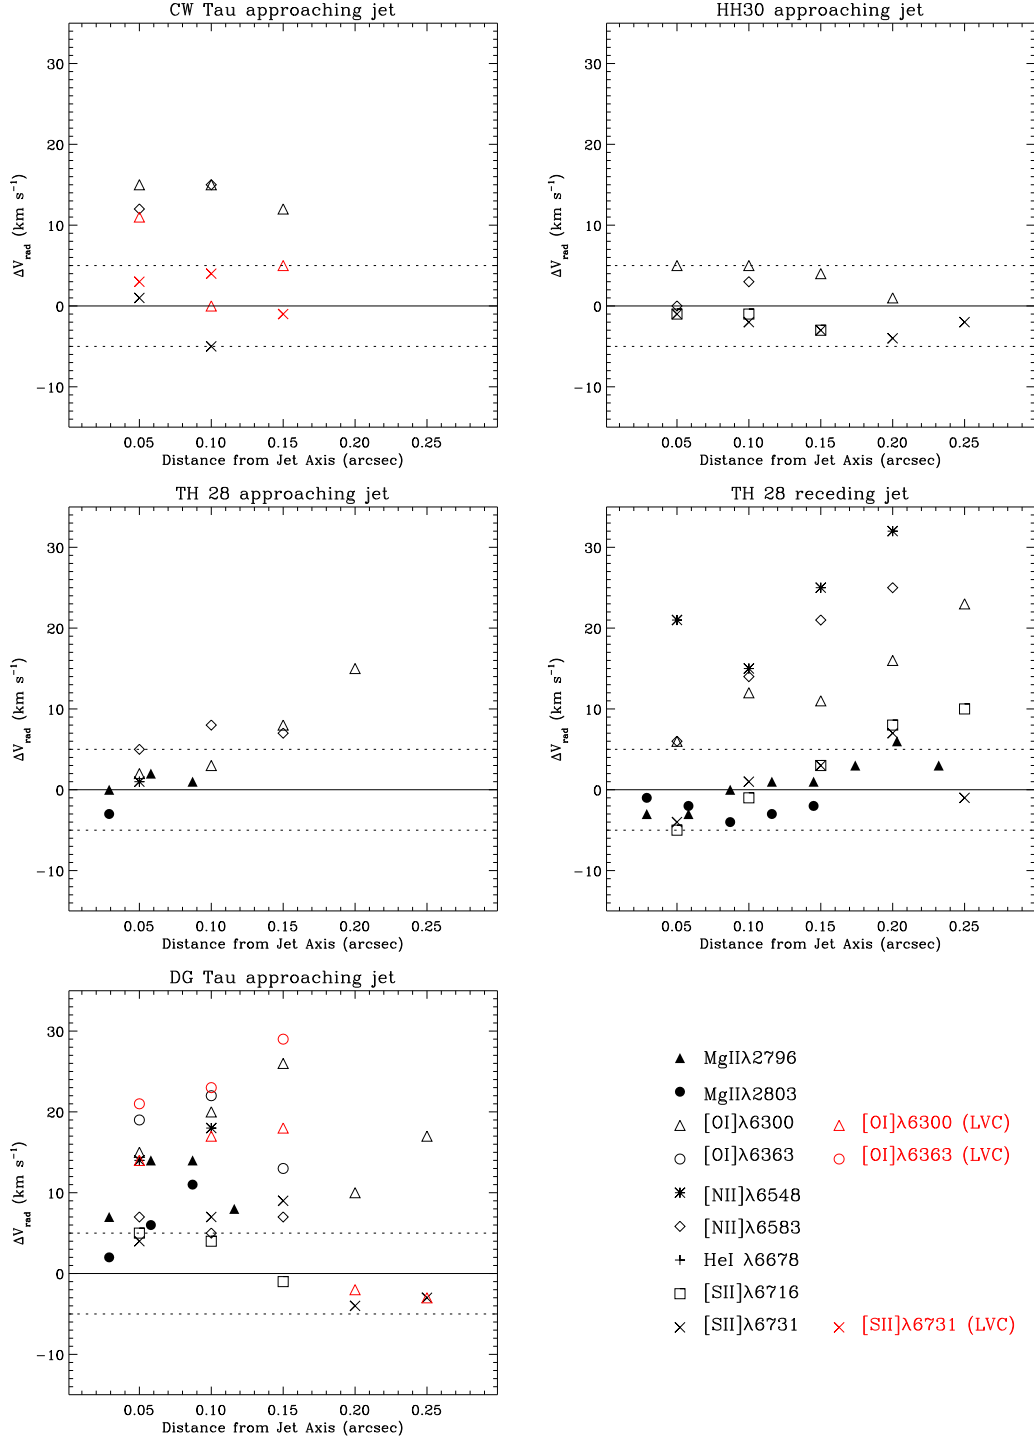 CW Tau approaching jet
HH30 approaching jet
30
20
10
0
−10
ΔVrad (km s−1)
0.05 0.10 0.15 0.20 0.25
Distance from Jet Axis (arcsec)
30
20
10
0
−10
ΔVrad (km s−1)
0.05 0.10 0.15 0.20 0.25
Distance from Jet Axis (arcsec)
TH 28 approaching jet
TH 28 receding jet
30
20
10
0
−10
ΔVrad (km s−1)
0.05 0.10 0.15 0.20 0.25
Distance from Jet Axis (arcsec)
30
20
10
0
−10
ΔVrad (km s−1)
0.05 0.10 0.15 0.20 0.25
Distance from Jet Axis (arcsec)
DG Tau approaching jet
30
20
10
0
−10
ΔVrad (km s−1)
0.05 0.10 0.15 0.20 0.25
Distance from Jet Axis (arcsec)
MgIIλ2796
MgIIλ2803
[OI]λ6300 [OI]λ6300 (LVC)
[OI]λ6363 [OI]λ6363 (LVC)
[NII]λ6548
[NII]λ6583
HeI λ6678
[SII]λ6716
[SII]λ6731 [SII]λ6731 (LVC)